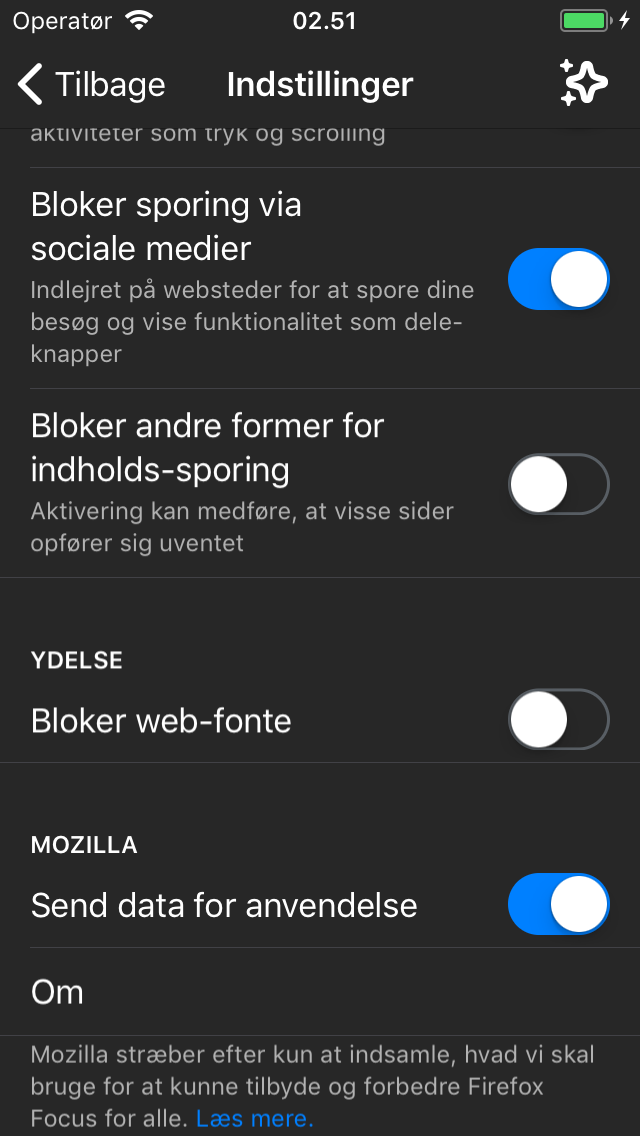 Operatør 02.51
Tilbage Indstillinger
aktiviteter som tryk og scrolling
Bloker sporing via
sociale medier
Indlejret på websteder for at spore dine
besøg og vise funktionalitet som dele-
knapper
Bloker andre former for
indholds-sporing
Aktivering kan medføre, at visse sider
opfører sig uventet
YDELSE
Bloker web-fonte
MOZILLA
Send data for anvendelse
Om
Mozilla stræber efter kun at indsamle, hvad vi skal
bruge for at kunne tilbyde og forbedre Firefox
Focus for alle. Læs mere.